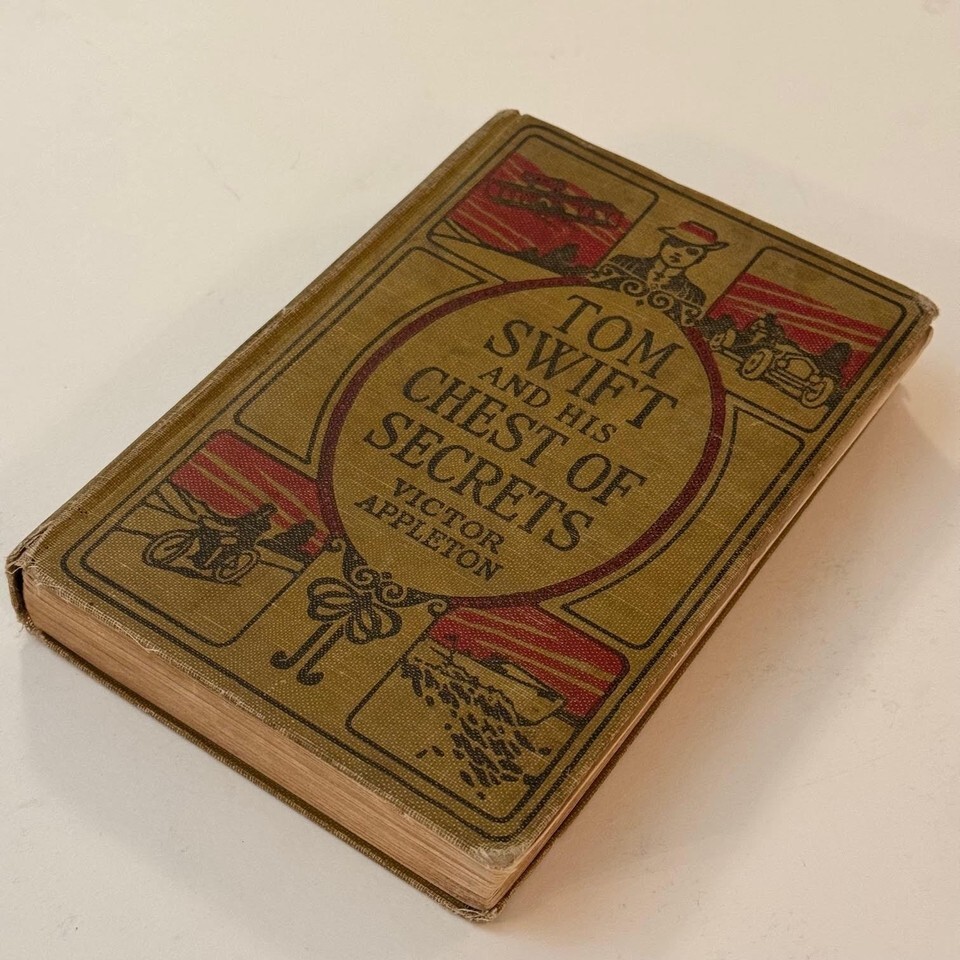 TOM
SWIFT
AND HIS
CHEST OF
SECRETS
VICTOR
APPLETON